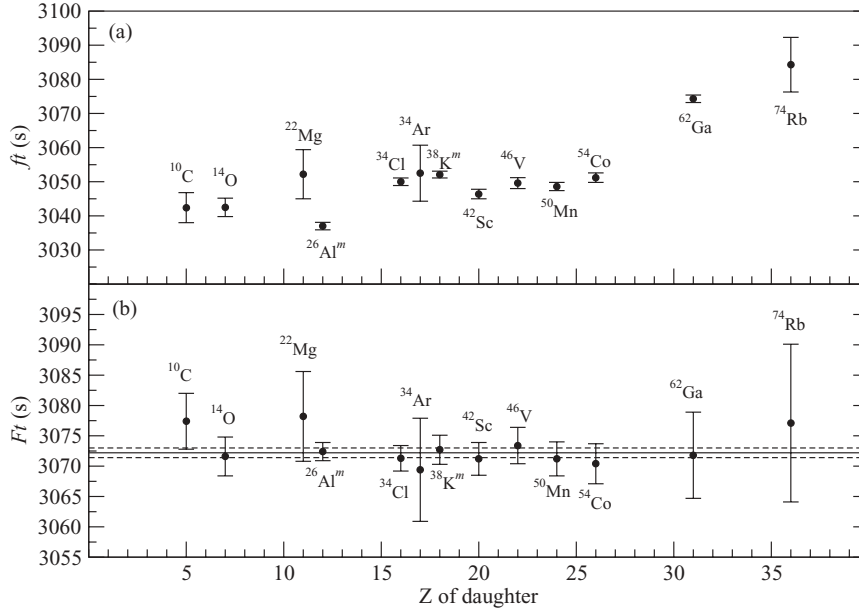 (a)
3100
3090
3080
3070
3060
3050
3040
3030
ft (s)
¹⁰C
¹⁴O
²²Mg
²⁶Alᵐ
³⁴Cl
³⁴Ar
³⁸Kᵐ
⁴²Sc
⁴⁶V
⁵⁰Mn
⁵⁴Co
⁶²Ga
⁷⁴Rb
(b)
3095
3090
3085
3080
3075
3070
3065
3060
3055
Ft (s)
¹⁰C
¹⁴O
²²Mg
²⁶Alᵐ
³⁴Cl
³⁴Ar
³⁸Kᵐ
⁴²Sc
⁴⁶V
⁵⁰Mn
⁵⁴Co
⁶²Ga
⁷⁴Rb
5 10 15 20 25 30 35
Z of daughter